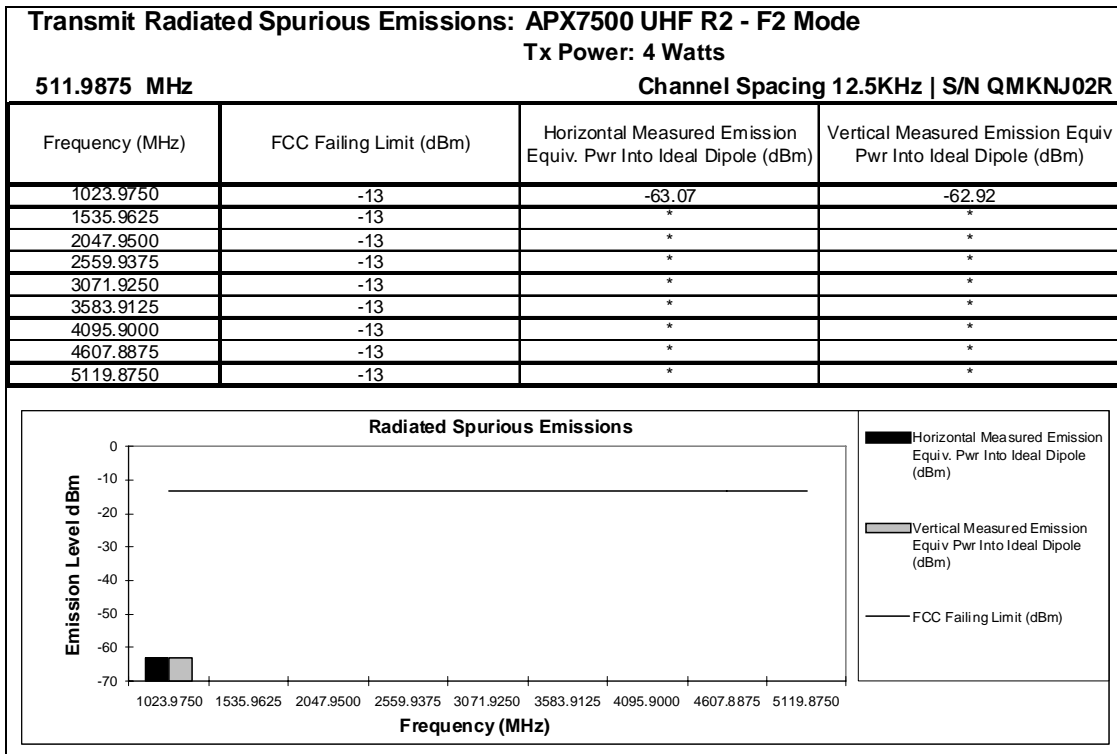 Transmit Radiated Spurious Emissions: APX7500 UHF R2 - F2 Mode
Tx Power: 4 Watts
511.9875 MHz Channel Spacing 12.5KHz | S/N QMKNJ02R
Frequency (MHz) FCC Failing Limit (dBm) Horizontal Measured Emission Equiv. Pwr Into Ideal Dipole (dBm) Vertical Measured Emission Equiv Pwr Into Ideal Dipole (dBm)
1023.9750 -13 -63.07 -62.92
1535.9625 -13 * *
2047.9500 -13 * *
2559.9375 -13 * *
3071.9250 -13 * *
3583.9125 -13 * *
4095.9000 -13 * *
4607.8875 -13 * *
5119.8750 -13 * *
Radiated Spurious Emissions
Emission Level dBm
0
-10
-20
-30
-40
-50
-60
-70
1023.9750 1535.9625 2047.9500 2559.9375 3071.9250 3583.9125 4095.9000 4607.8875 5119.8750
Frequency (MHz)
Horizontal Measured Emission
Equiv. Pwr Into Ideal Dipole
(dBm)
Vertical Measured Emission
Equiv Pwr Into Ideal Dipole
(dBm)
FCC Failing Limit (dBm)